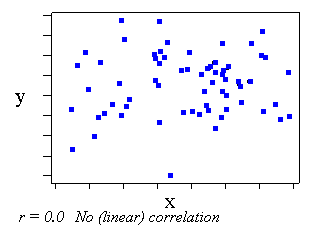 y
x
r = 0.0 No (linear) correlation